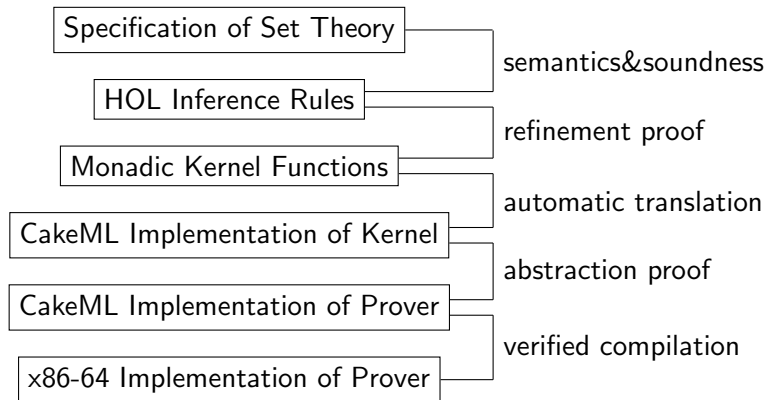 Specification of Set Theory
semantics&soundness
HOL Inference Rules
refinement proof
Monadic Kernel Functions
automatic translation
CakeML Implementation of Kernel
abstraction proof
CakeML Implementation of Prover
verified compilation
x86-64 Implementation of Prover